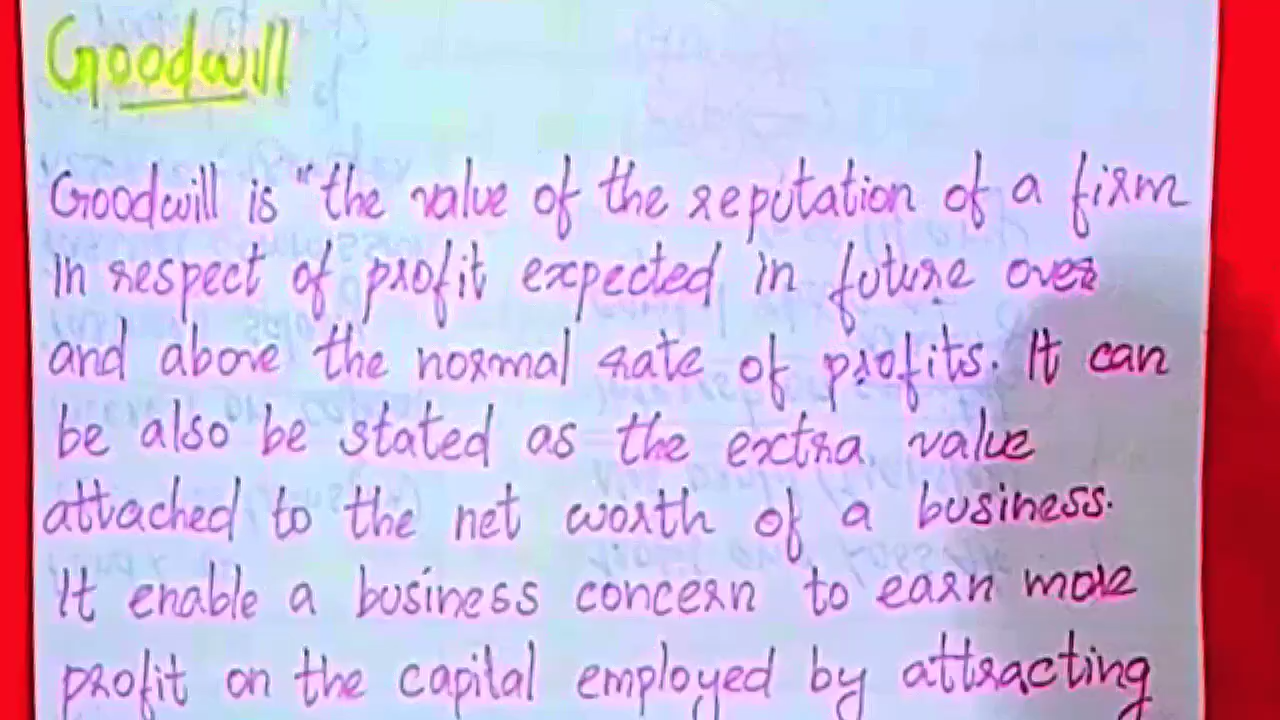 Goodwill
Goodwill is "the value of the reputation of a firm
in respect of profit expected in future over
and above the normal rate of profits. It can
be also be stated as the extra value
attached to the net worth of a business.
It enable a business concern to earn more
profit on the capital employed by attracting